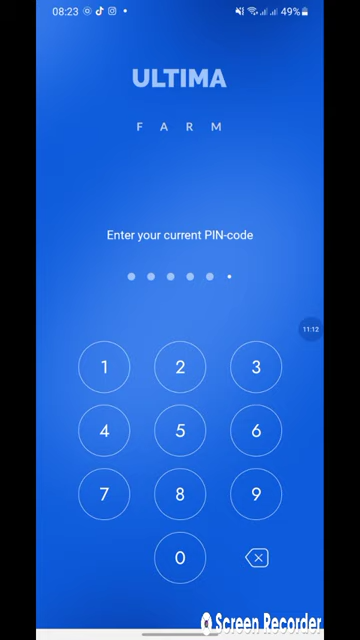 08:23
49%
ULTIMA
F A R M
Enter your current PIN-code
11:12
1 2 3
4 5 6
7 8 9
0
Screen Recorder